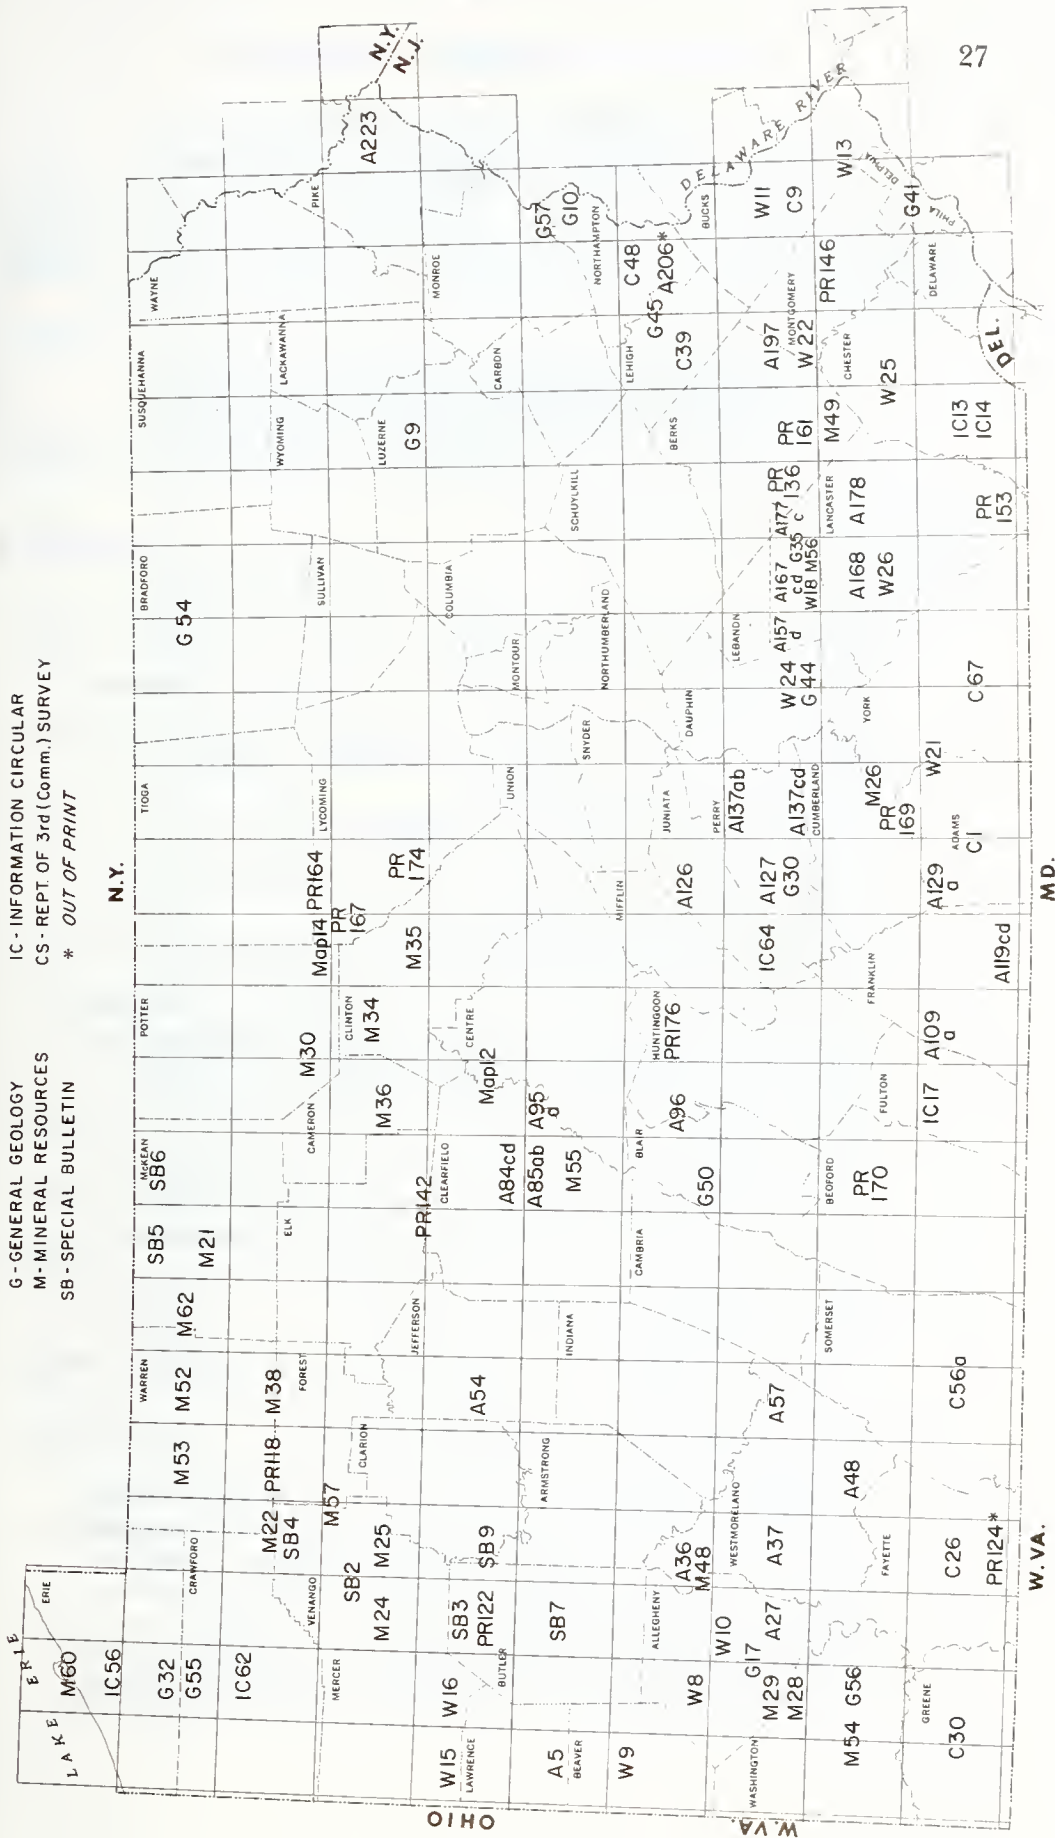 27
G - GENERAL GEOLOGY
M - MINERAL RESOURCES
SB - SPECIAL BULLETIN
IC - INFORMATION CIRCULAR
CS - REPT. OF 3rd (Comm.) SURVEY
* OUT OF PRINT
N.Y.
LAKE ERIE
ERIE
M60
IC56
WARREN
McKEAN
POTTER
TIOGA
BRADFORD
SUSQUEHANNA
WAYNE
G32
G55
CRAWFORD
M53
M52
M62
SB5
M21
SB6
G 54
IC62
M22
SB4
PR118
M38
FOREST
ELK
CAMERON
M30
Map14
PR164
LYCOMING
SULLIVAN
WYOMING
LACKAWANNA
PIKE
N.Y.
N.J.
MERCER
VENANGO
SB2
M24
M25
M57
CLARION
JEFFERSON
M36
CLINTON
M34
PR
167
M35
PR
174
LUZERNE
G9
MONROE
A223
OHIO
W15
LAWRENCE
W16
BUTLER
SB3
PR122
SB9
A54
PR142
CLEARFIELD
A84cd
Map12
CENTRE
UNION
MONTOUR
COLUMBIA
CARBON
A5
BEAVER
SB7
ARMSTRONG
INDIANA
A85ab
M55
A95
d
SNYDER
NORTHUMBERLAND
SCHUYLKILL
NORTHAMPTON
G57
G10
W9
W8
ALLEGHENY
A36
M48
CAMBRIA
BLAIR
G50
A96
HUNTINGDON
PR176
MIFFLIN
A126
JUNIATA
DAUPHIN
BERKS
LEHIGH
C39
G45
C48
A206*
BUCKS
DELAWARE RIVER
W. VA.
WASHINGTON
W10
G17
M29
M28
A27
WESTMORELAND
A37
A57
IC64
A127
G30
PERRY
A137ab
A137cd
CUMBERLAND
LEBANON
W 24
G 44
A157
d
A167
cd
W18
G35
M56
A177
c
PR
136
PR
161
A197
W 22
MONTGOMERY
W11
C9
M54
G56
FAYETTE
A48
SOMERSET
BEDFORD
PR
170
FULTON
FRANKLIN
M26
PR
169
YORK
A168
W26
LANCASTER
A178
M49
CHESTER
W25
PR146
W13
PHILADELPHIA
GREENE
C30
C26
PR124*
C56a
IC17
A109
a
A119cd
A129
a
ADAMS
C1
W21
C67
PR
153
IC13
IC14
DELAWARE
G41
DEL.
W. VA.
MD.